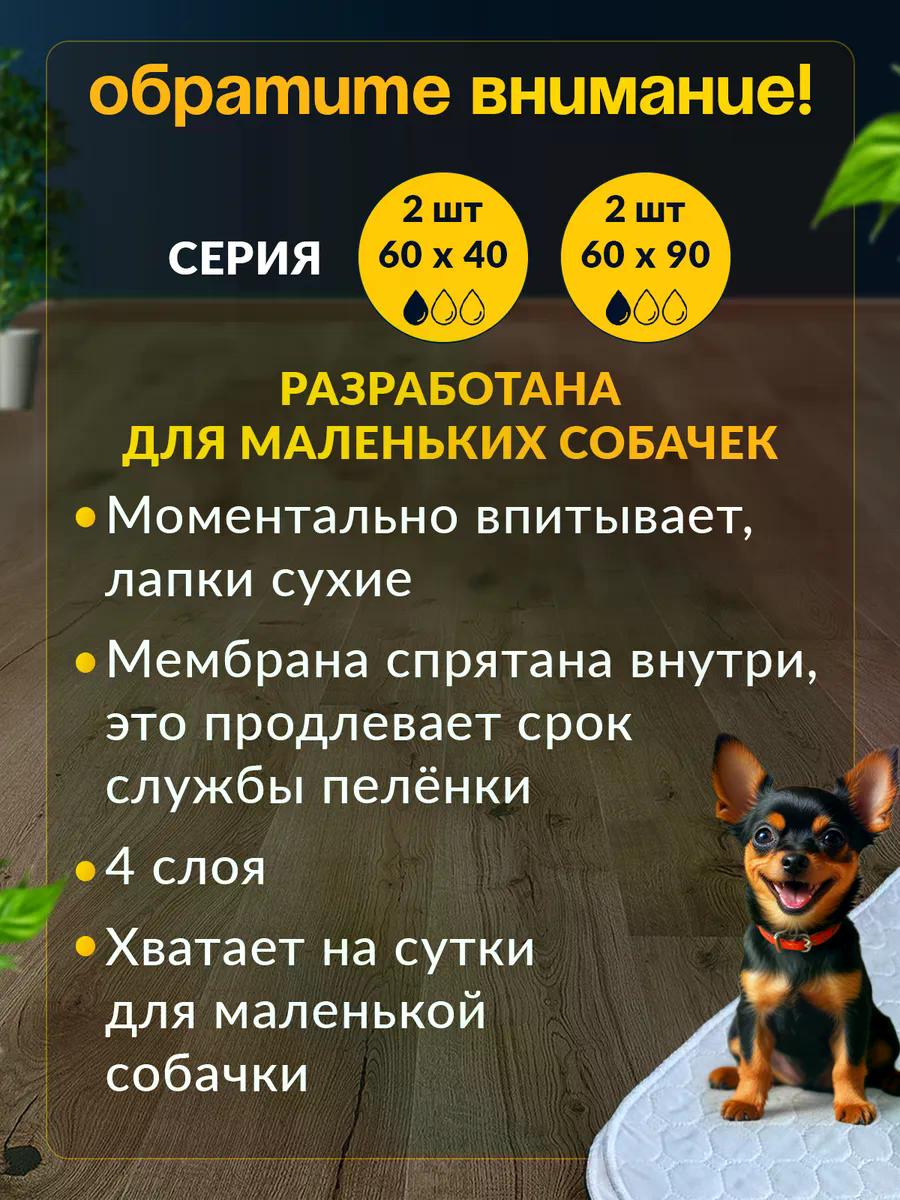 обратите внимание!
СЕРИЯ
2 шт
60 х 40
2 шт
60 х 90
РАЗРАБОТАНА
ДЛЯ МАЛЕНЬКИХ СОБАЧЕК
• Моментально впитывает,
лапки сухие
• Мембрана спрятана внутри,
это продлевает срок
службы пелёнки
• 4 слоя
• Хватает на сутки
для маленькой
собачки